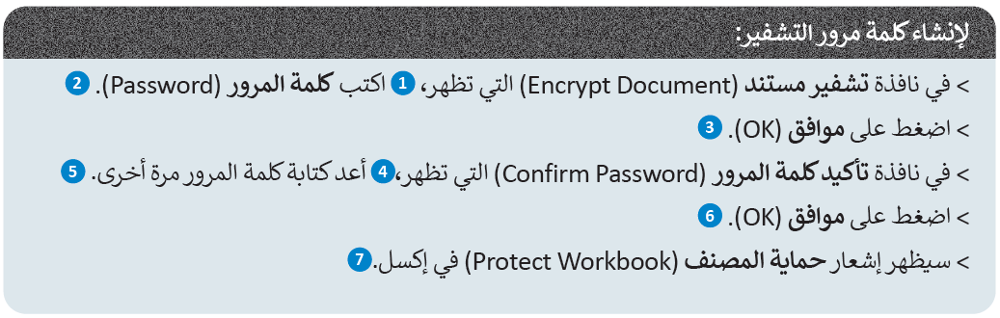 لإنشاء كلمة مرور التشفير:
> في نافذة تشفير مستند (Encrypt Document) التي تظهر، 1 اكتب كلمة المرور (Password). 2
> اضغط على موافق (OK). 3
> في نافذة تأكيد كلمة المرور (Confirm Password) التي تظهر، 4 أعد كتابة كلمة المرور مرة أخرى. 5
> اضغط على موافق (OK). 6
> سيظهر إشعار حماية المصنف (Protect Workbook) في إكسل. 7